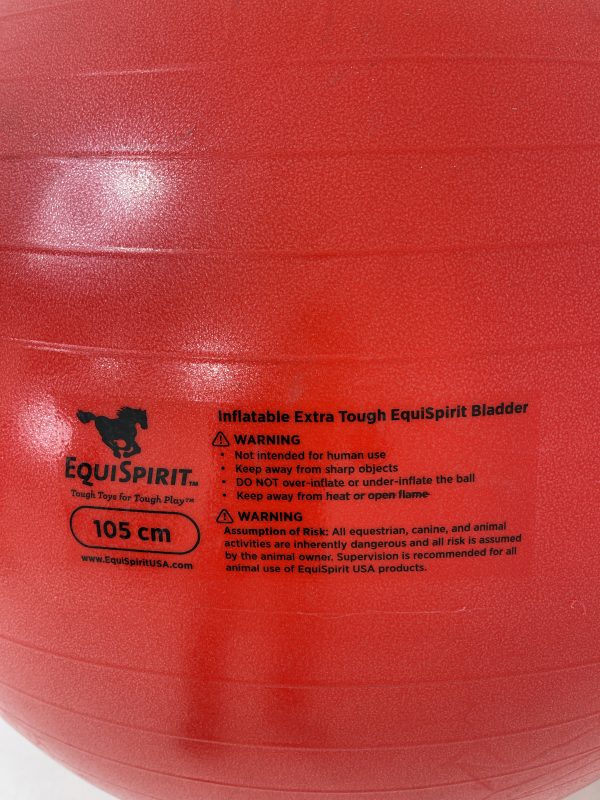 EQUISPIRIT™
Tough Toys for Tough Play™
105 cm
www.EquiSpiritUSA.com
Inflatable Extra Tough EquiSpirit Bladder
⚠ WARNING
• Not intended for human use
• Keep away from sharp objects
• DO NOT over-inflate or under-inflate the ball
• Keep away from heat or open flame
⚠ WARNING
Assumption of Risk: All equestrian, canine, and animal
activities are inherently dangerous and all risk is assumed
by the animal owner. Supervision is recommended for all
animal use of EquiSpirit USA products.